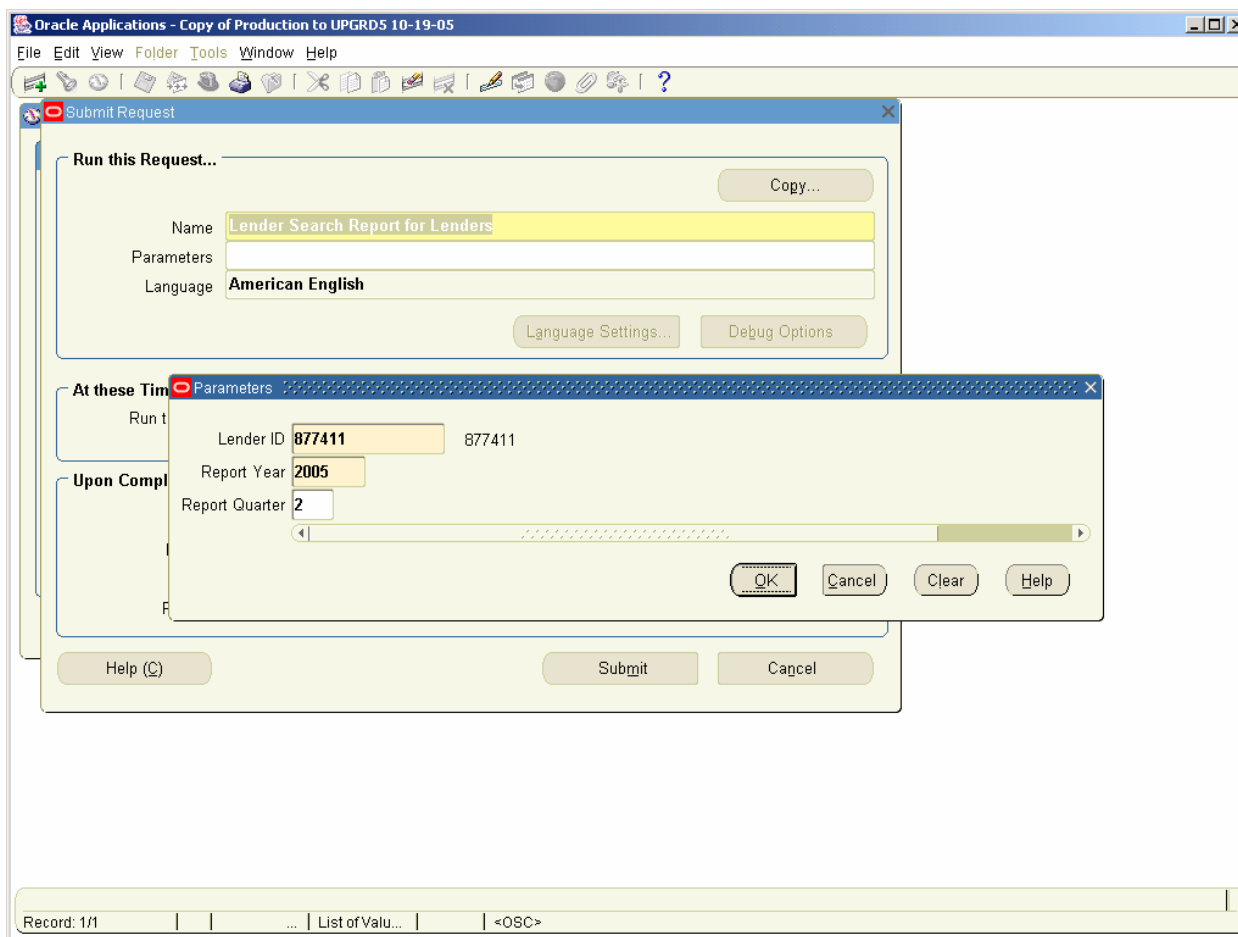 Oracle Applications - Copy of Production to UPGRD5 10-19-05
File Edit View Folder Tools Window Help
Submit Request
Run this Request...
Copy...
Name Lender Search Report for Lenders
Parameters
Language American English
Language Settings... Debug Options
At these Tim
Parameters
Run t
Lender ID 877411 877411
Report Year 2005
Upon Compl
Report Quarter 2
OK Cancel Clear Help
Help (C) Submit Cancel
Record: 1/1 ... List of Valu... <OSC>